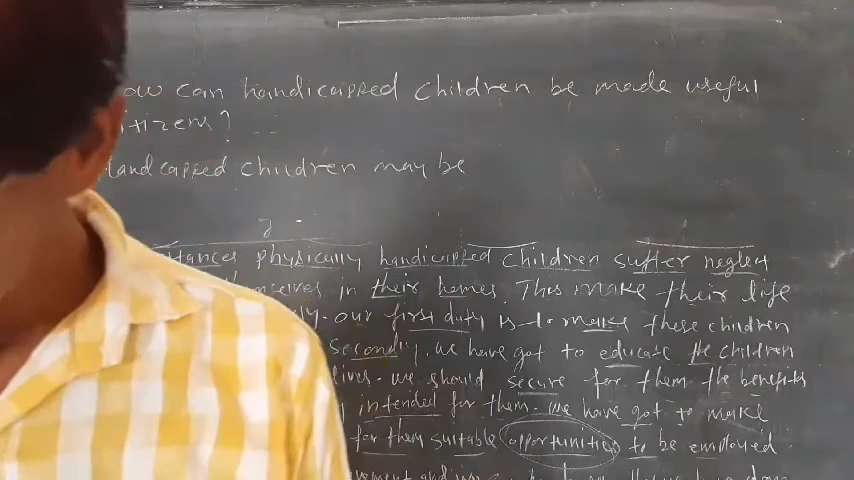 ow can handicapped children be made useful
itizens?
Handcapped children may be
tances physically handicapped children suffer neglect
mselves in their homes. This make their life
ly. our first duty is to make these children
secondly, we have got to educate the children
lives. we should secure for them the benefits
intended for them. we have got to make
for them suitable opportunities to be employed.